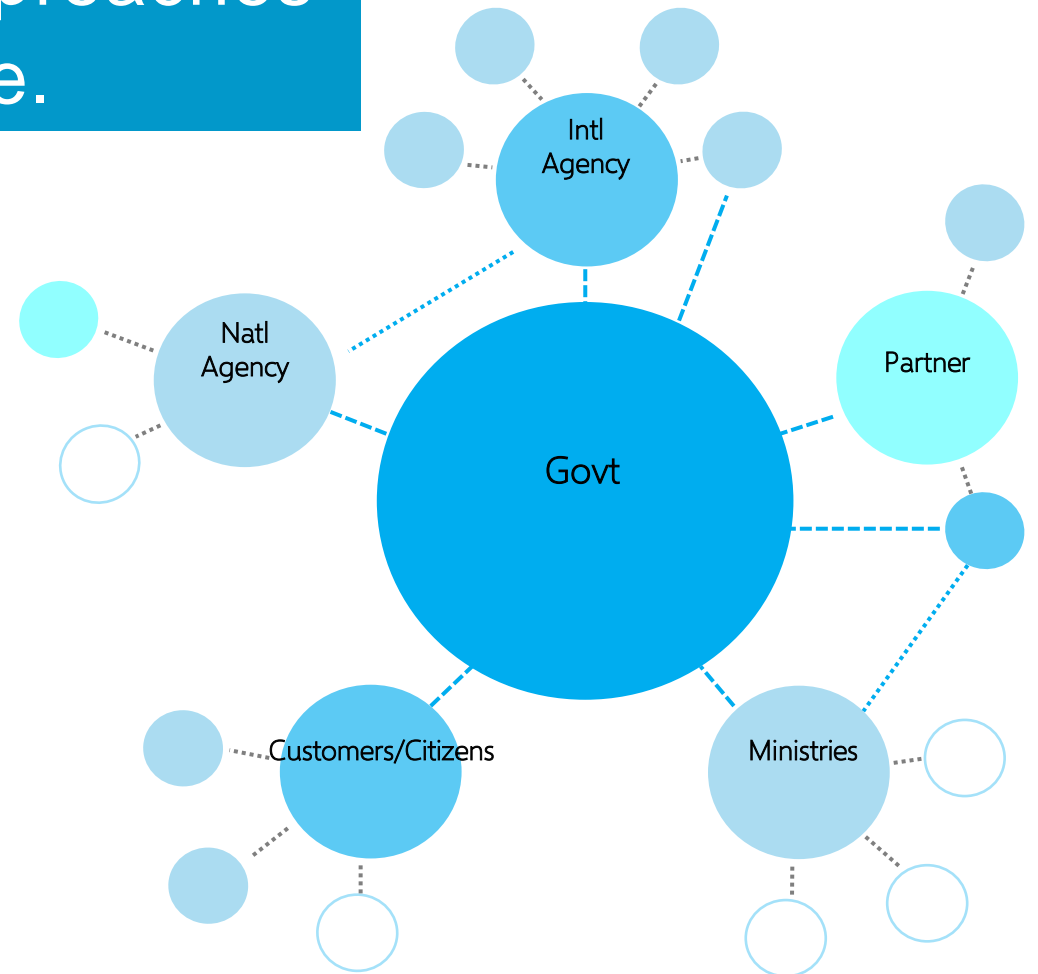 e.
Intl
Agency
Natl
Agency
Partner
Govt
Customers/Citizens
Ministries